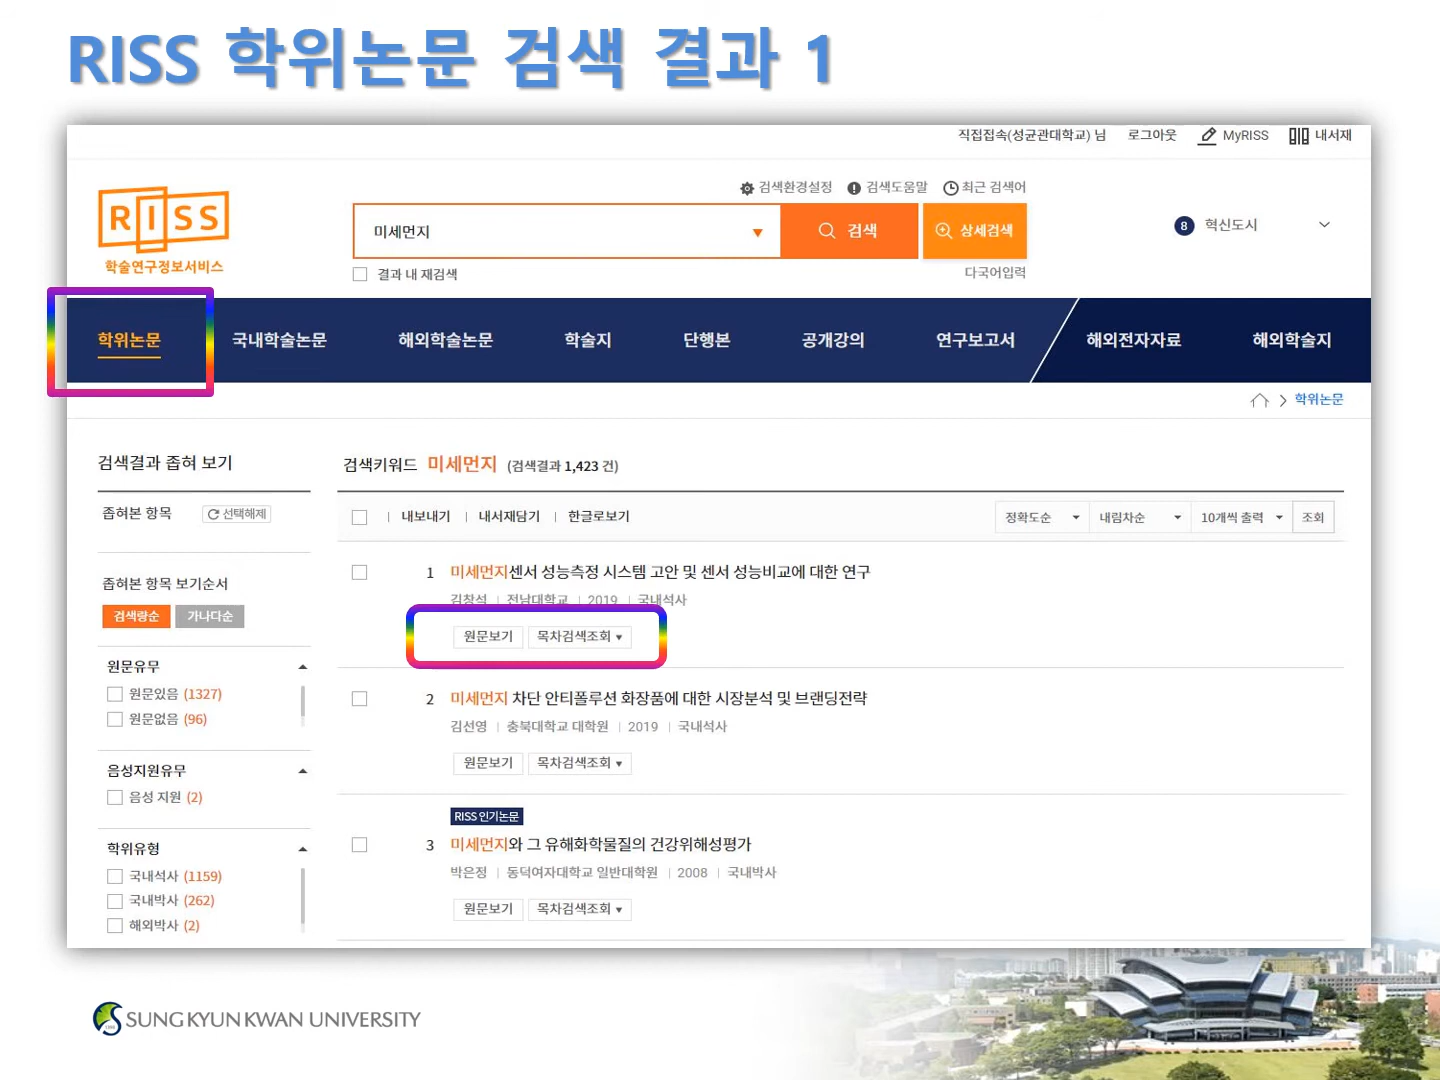 RISS 학위논문 검색 결과 1
직접접속(성균관대학교) 님 로그아웃 MyRISS 내서재
검색환경설정 검색도움말 최근 검색어
RISS
학술연구정보서비스
미세먼지 검색 상세검색
8 혁신도시
결과 내 재검색 다국어입력
학위논문 국내학술논문 해외학술논문 학술지 단행본 공개강의 연구보고서 해외전자자료 해외학술지
학위논문
검색결과 좁혀 보기
좁혀본 항목 선택해제
좁혀본 항목 보기순서
검색량순 가나다순
원문유무
원문있음 (1327)
원문없음 (96)
음성지원유무
음성 지원 (2)
학위유형
국내석사 (1159)
국내박사 (262)
해외박사 (2)
검색키워드 미세먼지 (검색결과 1,423 건)
내보내기 | 내서재담기 | 한글로보기 정확도순 내림차순 10개씩 출력 조회
1 미세먼지센서 성능측정 시스템 고안 및 센서 성능비교에 대한 연구
김창석 | 전남대학교 | 2019 | 국내석사
원문보기 목차검색조회
2 미세먼지 차단 안티폴루션 화장품에 대한 시장분석 및 브랜딩전략
김선영 | 충북대학교 대학원 | 2019 | 국내석사
원문보기 목차검색조회
RISS 인기논문
3 미세먼지와 그 유해화학물질의 건강위해성평가
박은정 | 동덕여자대학교 일반대학원 | 2008 | 국내박사
원문보기 목차검색조회
SUNG KYUN KWAN UNIVERSITY